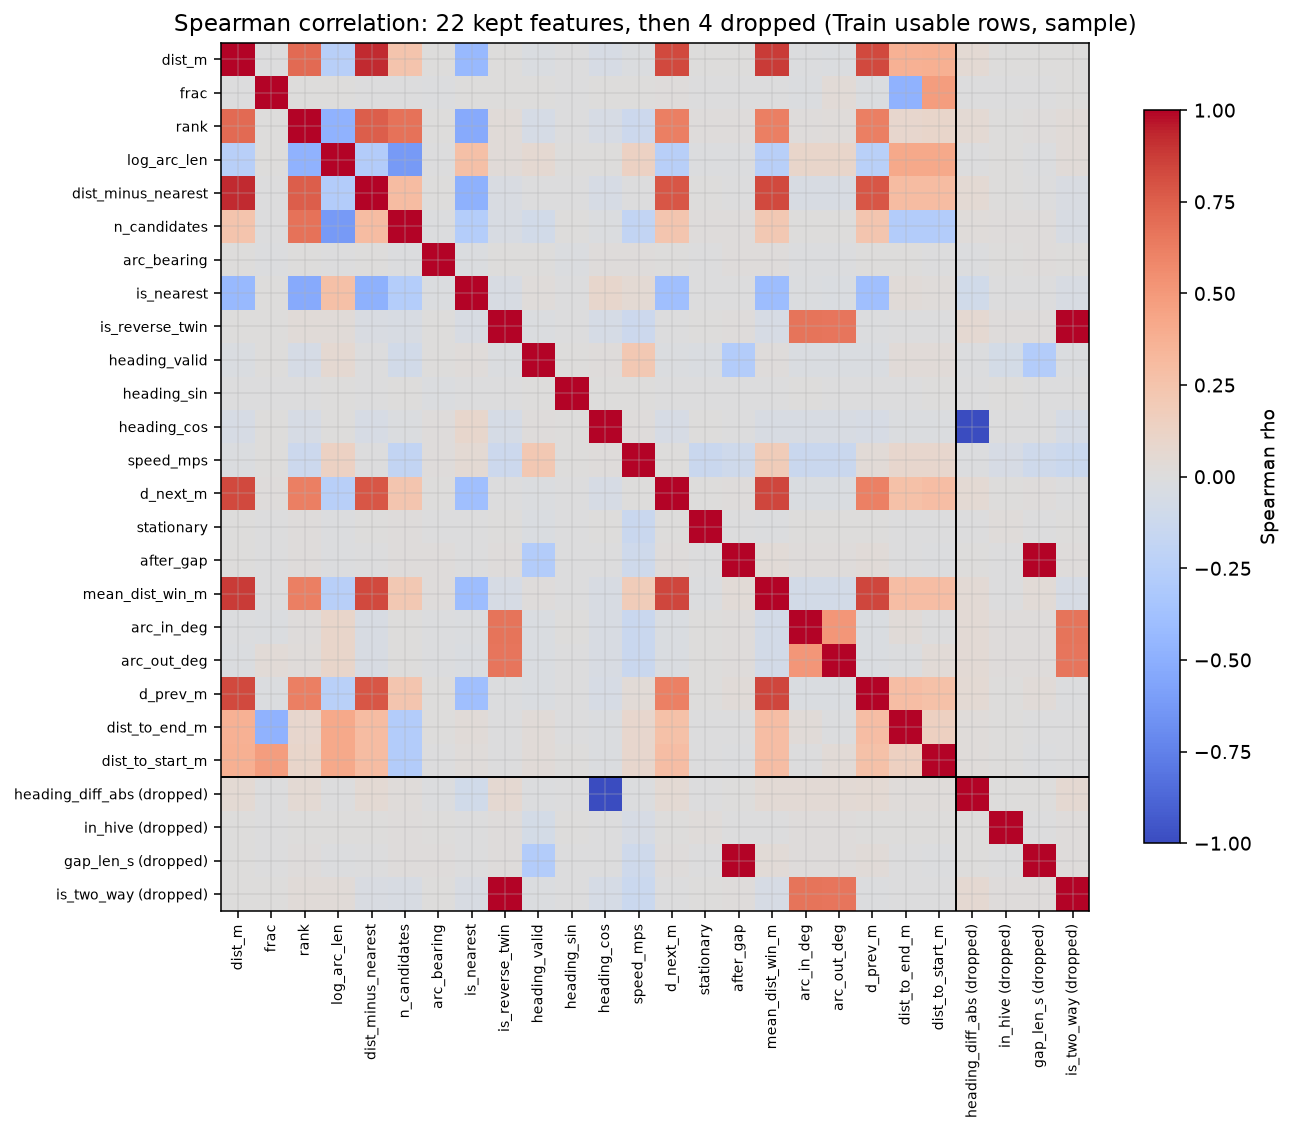 Spearman correlation: 22 kept features, then 4 dropped (Train usable rows, sample)
dist_m
frac
rank
log_arc_len
dist_minus_nearest
n_candidates
arc_bearing
is_nearest
is_reverse_twin
heading_valid
heading_sin
heading_cos
speed_mps
d_next_m
stationary
after_gap
mean_dist_win_m
arc_in_deg
arc_out_deg
d_prev_m
dist_to_end_m
dist_to_start_m
heading_diff_abs (dropped)
in_hive (dropped)
gap_len_s (dropped)
is_two_way (dropped)
dist_m
frac
rank
log_arc_len
dist_minus_nearest
n_candidates
arc_bearing
is_nearest
is_reverse_twin
heading_valid
heading_sin
heading_cos
speed_mps
d_next_m
stationary
after_gap
mean_dist_win_m
arc_in_deg
arc_out_deg
d_prev_m
dist_to_end_m
dist_to_start_m
heading_diff_abs (dropped)
in_hive (dropped)
gap_len_s (dropped)
is_two_way (dropped)
1.00
0.75
0.50
0.25
0.00
−0.25
−0.50
−0.75
−1.00
Spearman rho